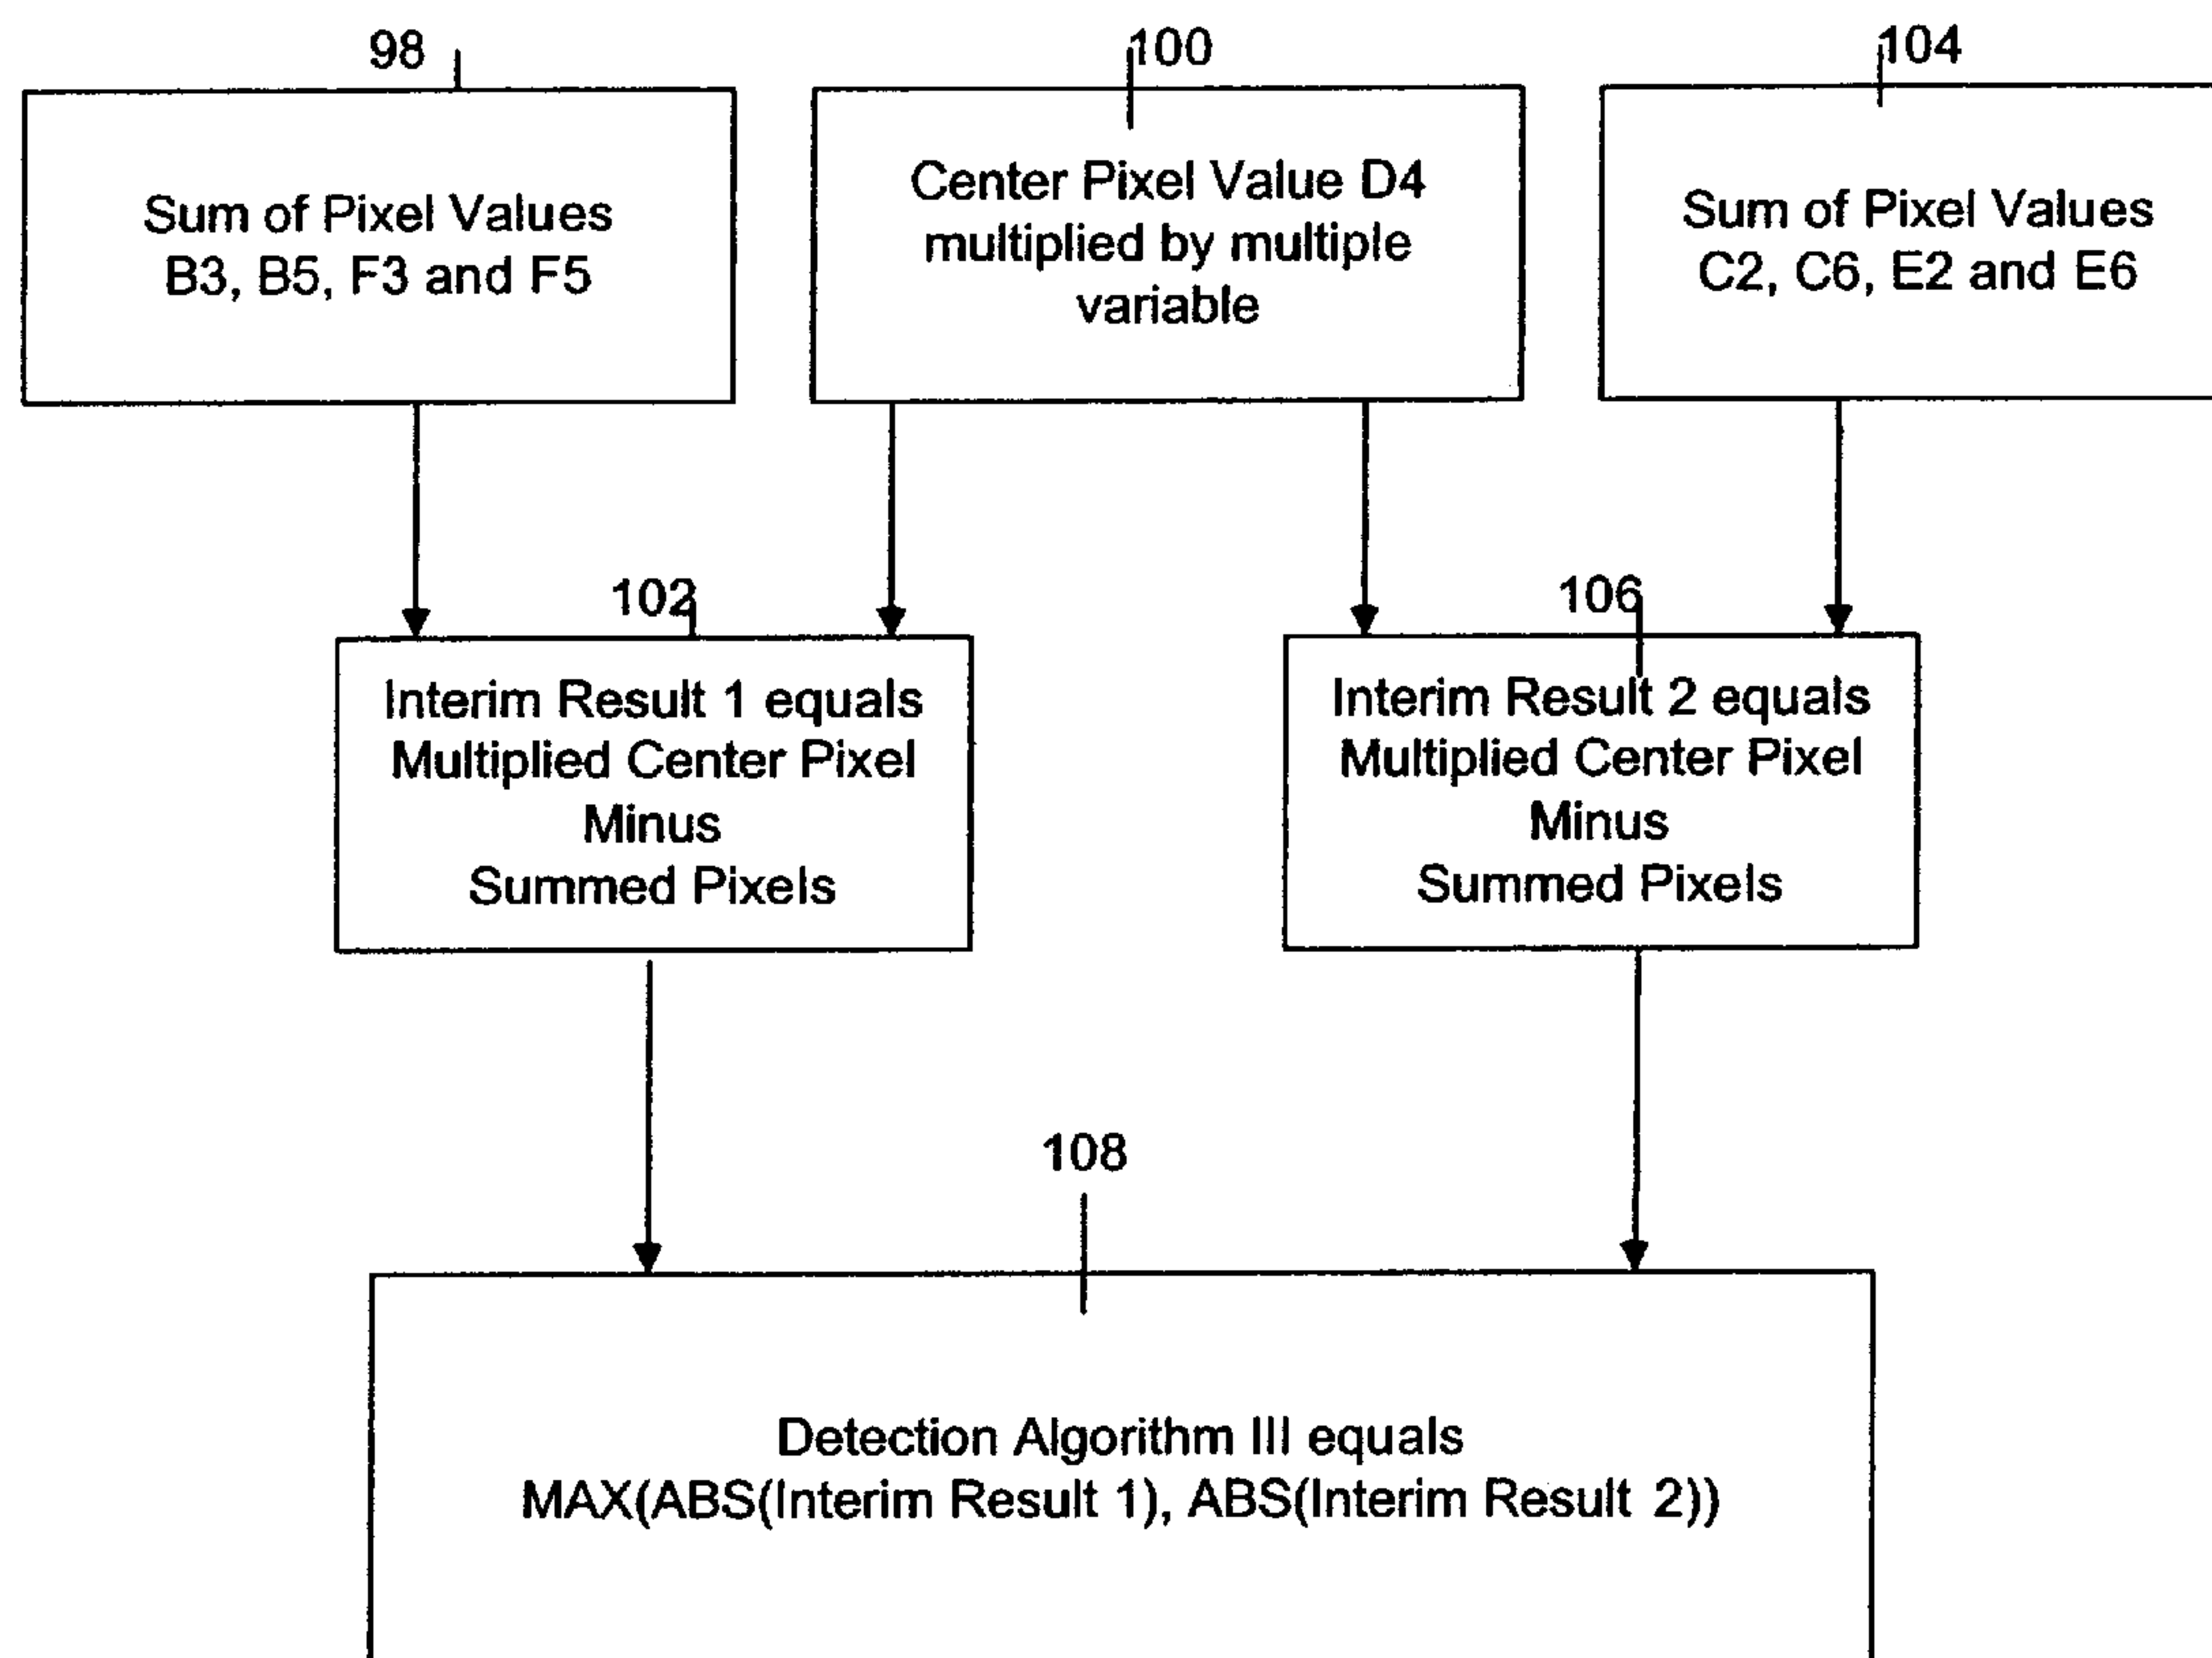 98
100
104
Sum of Pixel Values
B3, B5, F3 and F5
Center Pixel Value D4
multiplied by multiple
variable
Sum of Pixel Values
C2, C6, E2 and E6
102
106
Interim Result 1 equals
Multiplied Center Pixel
Minus
Summed Pixels
Interim Result 2 equals
Multiplied Center Pixel
Minus
Summed Pixels
108
Detection Algorithm III equals
MAX(ABS(Interim Result 1), ABS(Interim Result 2))